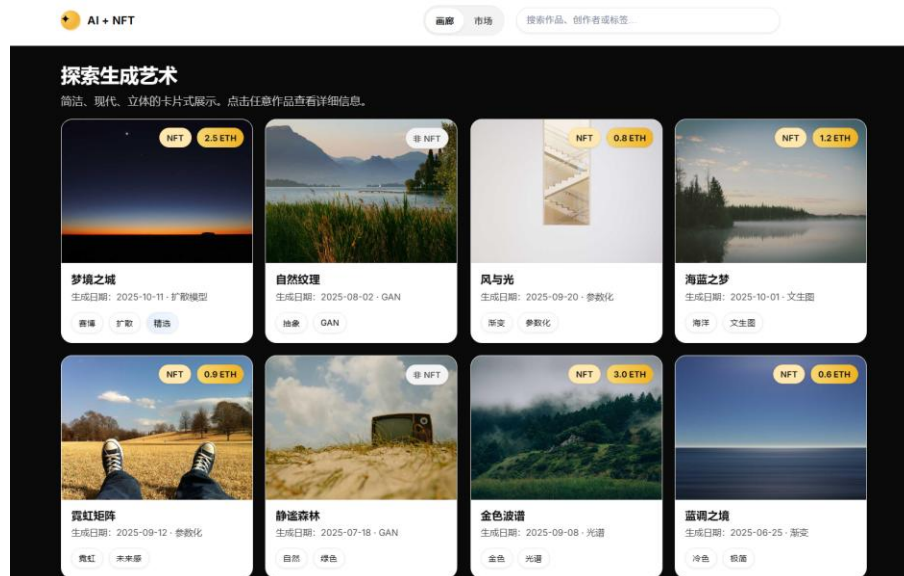 AI + NFT
画廊 市场
搜索作品、创作者或标签...
探索生成艺术
简洁、现代、立体的卡片式展示。点击任意作品查看详细信息。
NFT 2.5 ETH
梦境之城
生成日期：2025-10-11 · 扩散模型
赛博 扩散 精选
非 NFT
自然纹理
生成日期：2025-08-02 · GAN
抽象 GAN
NFT 0.8 ETH
风与光
生成日期：2025-09-20 · 参数化
渐变 参数化
NFT 1.2 ETH
海蓝之梦
生成日期：2025-10-01 · 文生图
海洋 文生图
NFT 0.9 ETH
霓虹矩阵
生成日期：2025-09-12 · 参数化
霓虹 未来感
非 NFT
静谧森林
生成日期：2025-07-18 · GAN
自然 绿色
NFT 3.0 ETH
金色波谱
生成日期：2025-09-08 · 光谱
金色 光谱
NFT 0.6 ETH
蓝调之境
生成日期：2025-06-25 · 渐变
冷色 极简